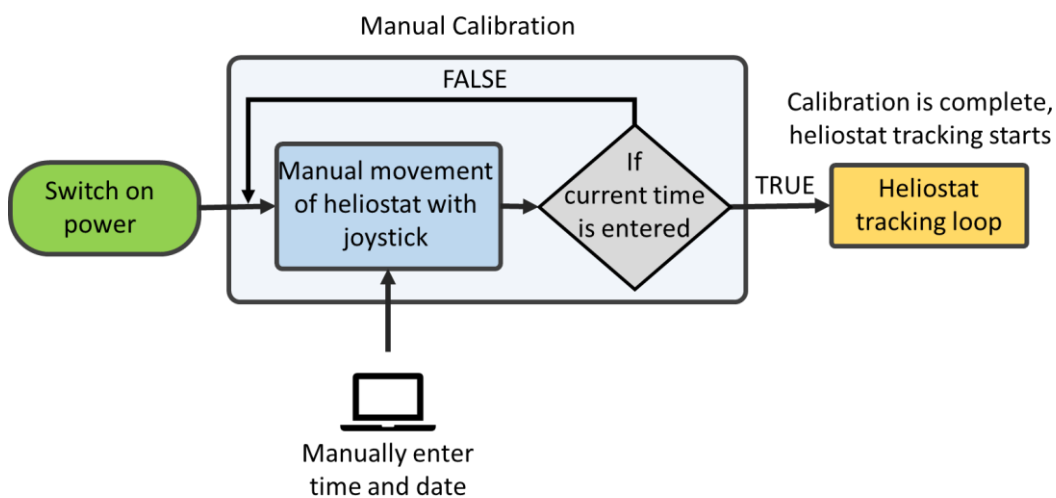 Manual Calibration
FALSE
Calibration is complete,
heliostat tracking starts
Switch on
power
Manual movement
of heliostat with
joystick
If
current time
is entered
TRUE
Heliostat
tracking loop
Manually enter
time and date